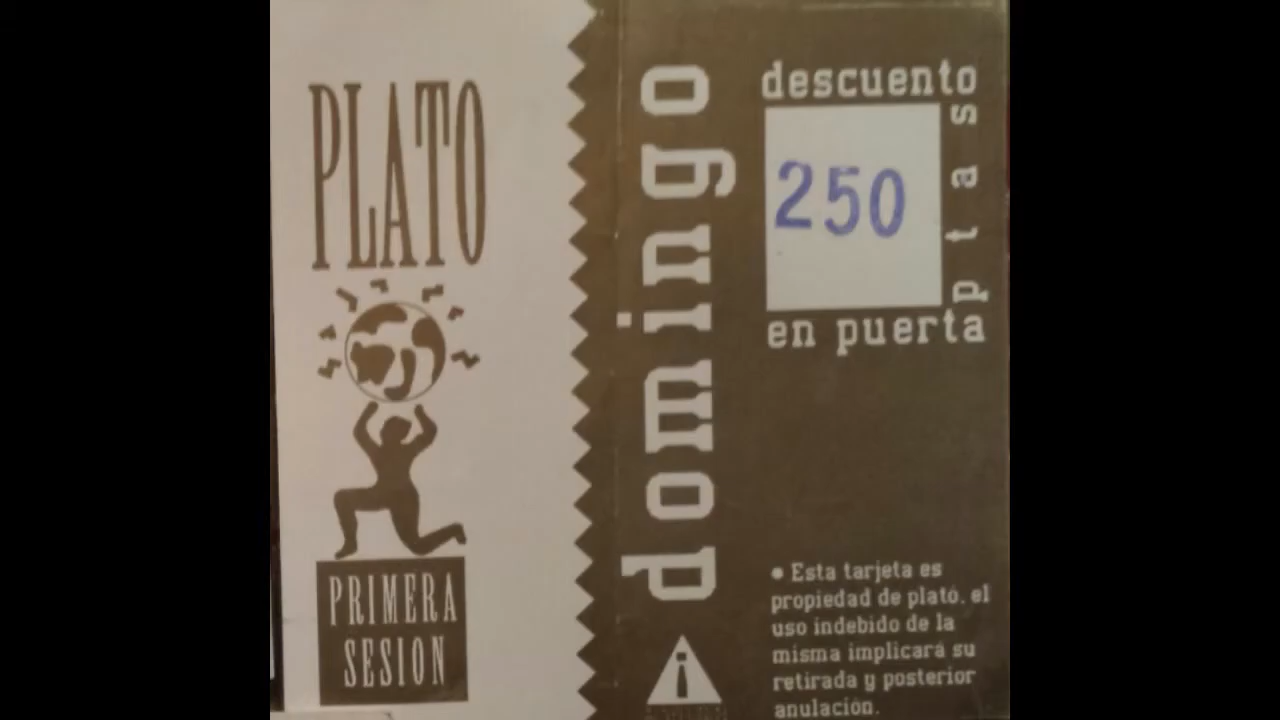 PLATO
PRIMERA
SESION
domingo
descuento
250
ptas
en puerta
• Esta tarjeta es
propiedad de plató. el
uso indebido de la
misma implicará su
retirada y posterior
anulación.